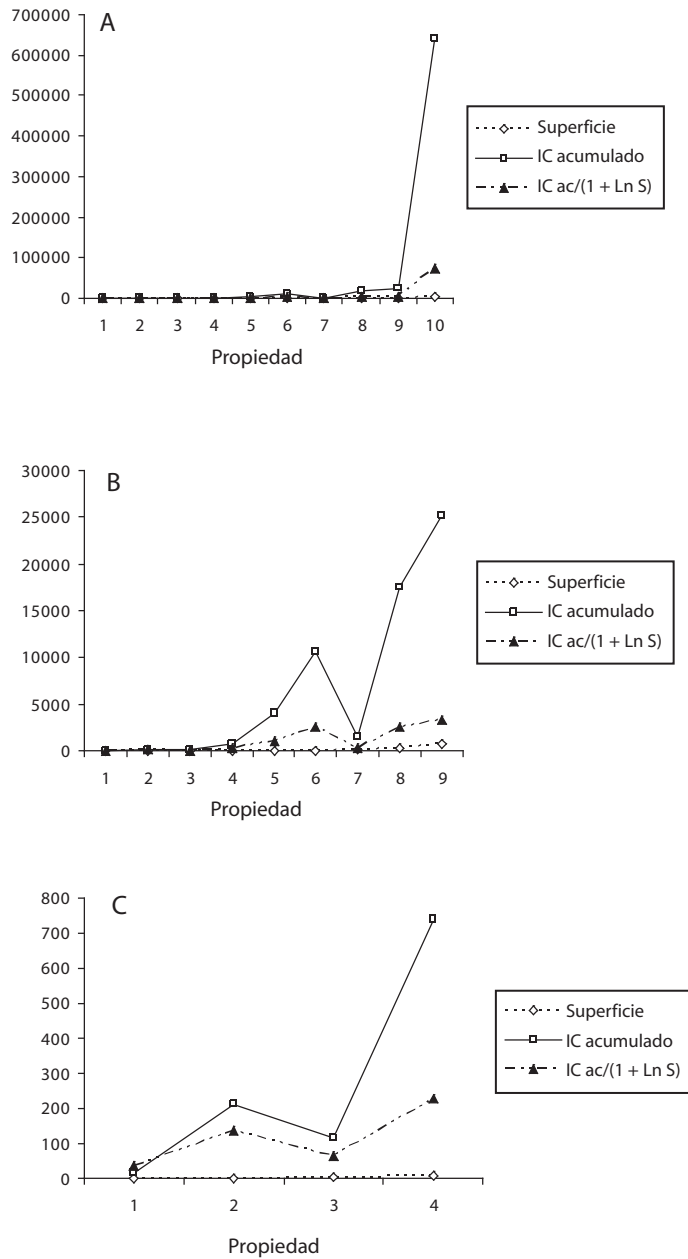 A
700000
600000
500000
400000
300000
200000
100000
0
1 2 3 4 5 6 7 8 9 10
Propiedad
Superficie
IC acumulado
IC ac/(1 + Ln S)
B
30000
25000
20000
15000
10000
5000
0
1 2 3 4 5 6 7 8 9
Propiedad
Superficie
IC acumulado
IC ac/(1 + Ln S)
C
800
700
600
500
400
300
200
100
0
1 2 3 4
Propiedad
Superficie
IC acumulado
IC ac/(1 + Ln S)